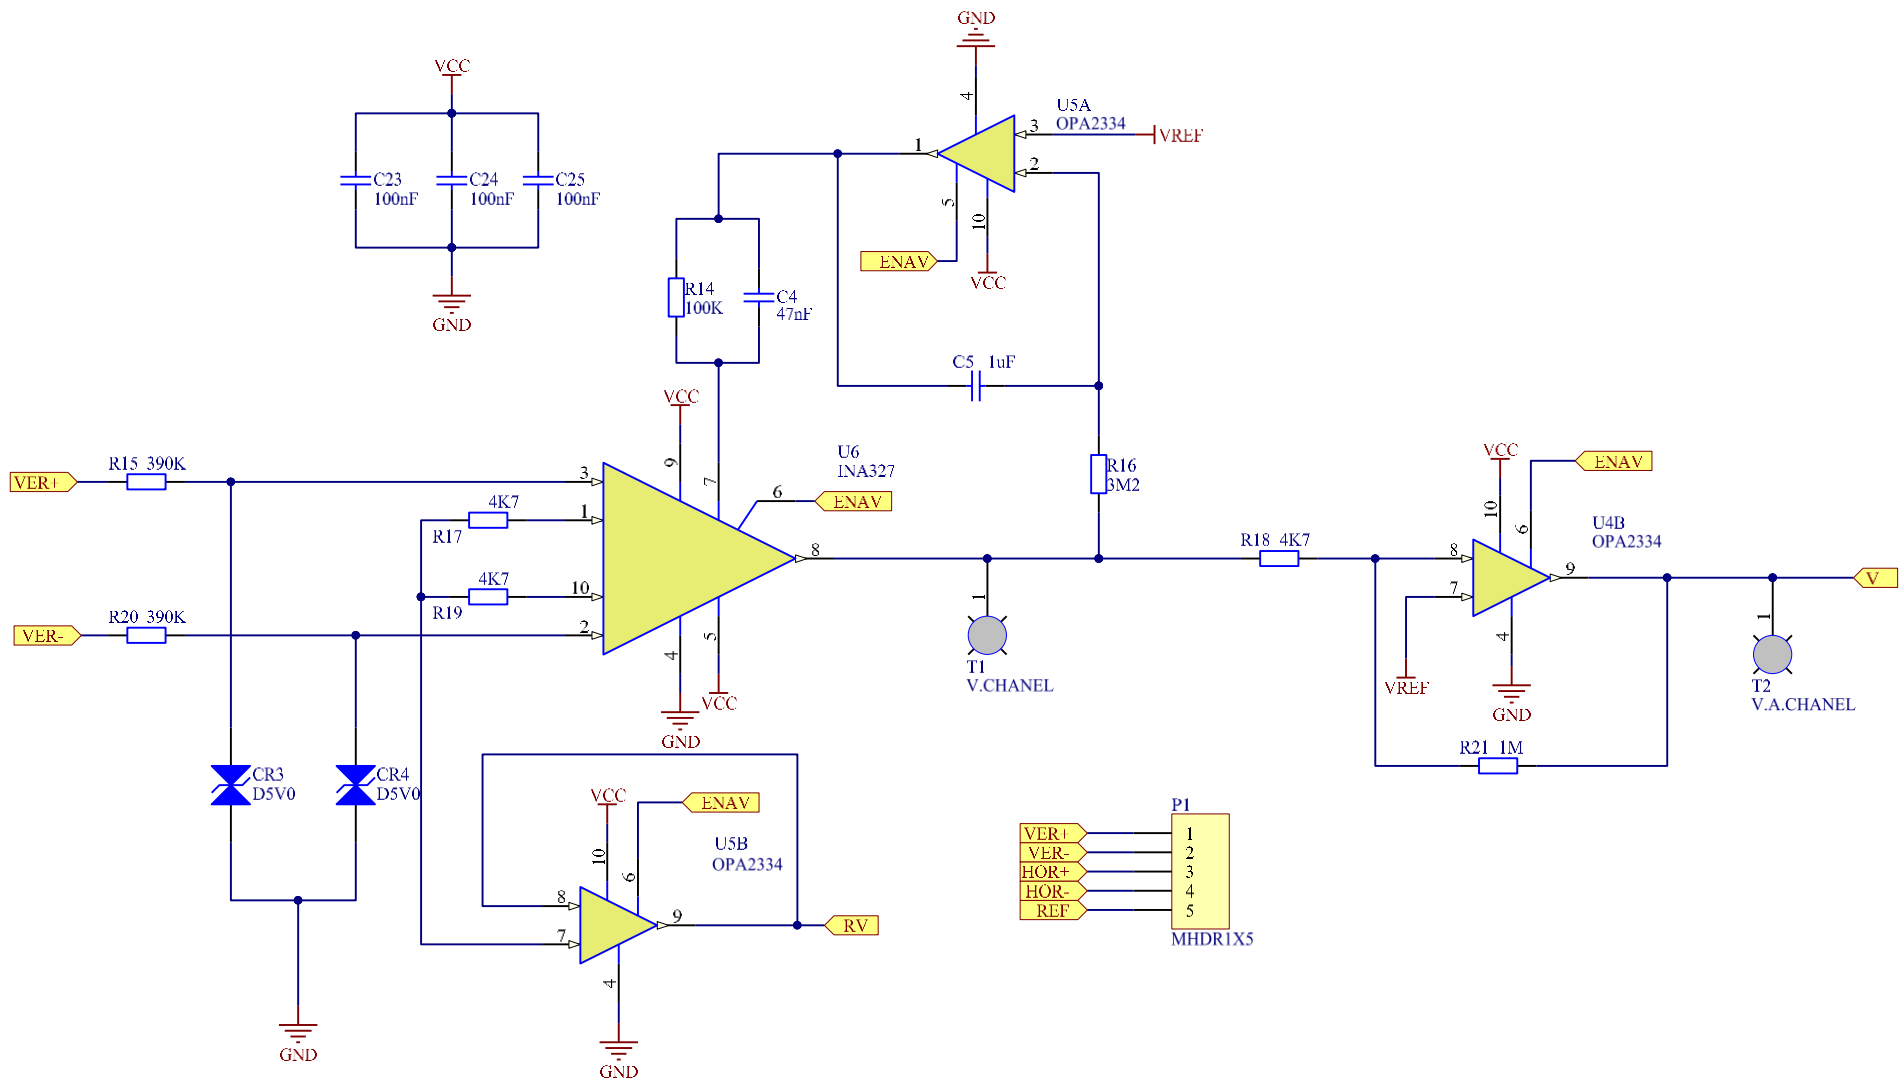 GND
VCC
4
U5A
OPA2334
3
VREF
1
2
C23
100nF
C24
100nF
C25
100nF
5
10
ENAV
VCC
GND
R14
100K
C4
47nF
C5 1uF
VCC
R15 390K
VER+
3
9
7
U6
INA327
6
ENAV
4K7
R17
1
R16
3M2
VCC
ENAV
10
6
U4B
OPA2334
8
R18 4K7
8
9
V
4K7
R19
10
7
1
1
R20 390K
VER-
2
4
5
T1
V.CHANEL
VREF
4
GND
T2
V.A.CHANEL
VCC
GND
R21 1M
CR3
D5V0
CR4
D5V0
VCC
ENAV
10
6
U5B
OPA2334
8
7
9
RV
4
GND
GND
P1
VER+ 1
VER- 2
HOR+ 3
HOR- 4
REF 5
MHDR1X5